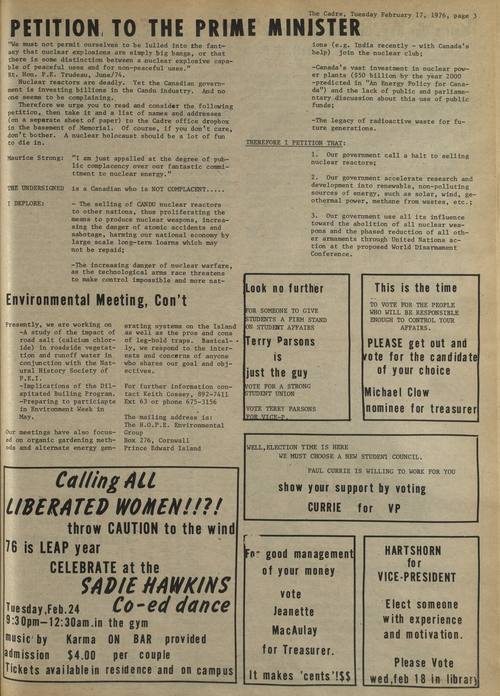 The Cadre, Tuesday February 17, 1976, page 3
PETITION TO THE PRIME MINISTER
"We must not permit ourselves to be lulled into the fant-
asy that nuclear explosions are simply big bangs, or that
there is some distinction between a nuclear explosive capa-
ble of peaceful uses and for non-peaceful uses,"
Rt. Hon. P.E. Trudeau, June/74.
Nuclear reactors are deadly. Yet the Canadian govern-
ment is investing billions in the Candu industry. And no
one seems to be complaining.
Therefore we urge you to read and consider the following
petition, then take it and a list of names and addresses
(on a separate sheet of paper) to the Cadre office dropbox
in the basement of Memorial. Of course, if you don't care,
don't bother. A nuclear holocaust should be a lot of fun
to die in.
Maurice Strong: "I am just appalled at the degree of pub-
lic complacency over our fantastic commi-
tment to nuclear energy."
THE UNDERSIGNED is a Canadian who is NOT COMPLACENT.....
I DEPLORE: - The selling of CANDU nuclear reactors
to other nations, thus proliferating the
means to produce nuclear weapons, increa-
sing the danger of atomic accidents and
sabotage, harming our national economy by
large scale long-term loans which may
not be repaid;
-The increasing danger of nuclear warfare,
as the technological arms race threatens
to make control impossible and more nat-
ions (e.g. India recently - with Canada's
help) join the nuclear club;
-Canada's vast investment in nuclear pow-
er plants ($50 billion by the year 2000
-predicted in "An Energy Policy for Cana-
da") and the lack of public and parliame-
ntary discussion about this use of public
funds;
-The legacy of radioactive waste for fu-
ture generations.
THEREFORE I PETITION THAT:
1. Our government call a halt to selling
nuclear reactors;
2. Our government accelerate research and
development into renewable, non-polluting
sources of energy, such as solar, wind, ge-
othermal power, methane from wastes, etc.;
3. Our government use all its influence
toward the abolition of all nuclear wea-
pons and the phased reduction of all oth-
er armaments through United Nations ac-
tion at the proposed World Disarmament
Conference.
Environmental Meeting, Con't
Presently, we are working on
-A study of the impact of
road salt (calcium chlor-
ide) in roadside vegetat-
tion and runoff water in
conjunction with the Nat-
ural History Society of
P.E.I.
-Implications of the Dil-
apitated Builing Program.
-Preparing to participate
in Environment Week in
May.
Our meetings have also focus-
ed on organic gardening meth-
ods and alternate energy gen-
erating systems on the Island
as well as the pros and cons
of leg-hold traps. Basical-
ly, we respond to the inter-
ests and concerns of anyone
who shares our goal and obj-
ectives.
For further information con-
tact Keith Cossey, 892-7411
Ext 63 or phone 675-3156
The mailing address is:
The H.O.P.E. Environmental
Group
Box 276, Cornwall
Prince Edward Island
Calling ALL
LIBERATED WOMEN!!?!
throw CAUTION to the wind
76 is LEAP year
CELEBRATE at the
SADIE HAWKINS
Co-ed dance
Tuesday,Feb.24
9:30pm—12:30am.in the gym
music by Karma ON BAR provided
admission $4.00 per couple
Tickets available in residence and on campus
Look no further
FOR SOMEONE TO GIVE
STUDENTS A FIRM STAND
ON STUDENT AFFAIRS
Terry Parsons
is
just the guy
VOTE FOR A STRONG
STUDENT UNION
VOTE TERRY PARSONS
FOR VICE-P.
This is the time
TO VOTE FOR THE PEOPLE
WHO WILL BE RESPONSIBLE
ENOUGH TO CONTROL YOUR
AFFAIRS.
PLEASE get out and
vote for the candidate
of your choice
Michael Clow
nominee for treasurer
WELL,ELECTION TIME IS HERE
WE MUST CHOOSE A NEW STUDENT COUNCIL.
PAUL CURRIE IS WILLING TO WORK FOR YOU
show your support by voting
CURRIE for VP
For good management
of your money
vote
Jeanette
MacAulay
for Treasurer.
It makes 'cents'!$$
HARTSHORN
for
VICE-PRESIDENT
Elect someone
with experience
and motivation.
Please Vote
wed,feb 18 in library